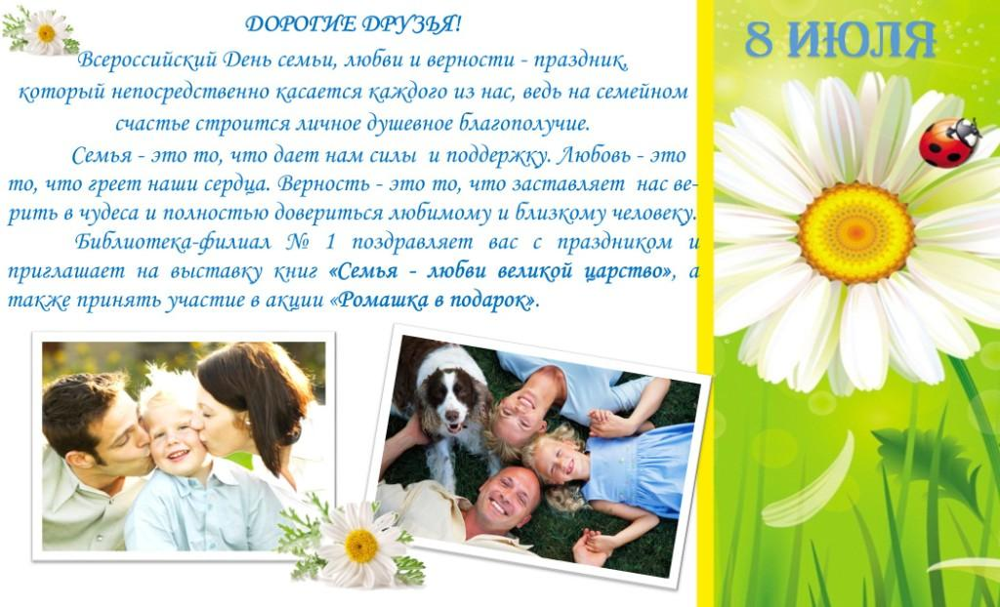 ДОРОГИЕ ДРУЗЬЯ!
Всероссийский День семьи, любви и верности - праздник,
который непосредственно касается каждого из нас, ведь на семейном
счастье строится личное душевное благополучие.
Семья - это то, что дает нам силы и поддержку. Любовь - это
то, что греет наши сердца. Верность - это то, что заставляет нас ве-
рить в чудеса и полностью довериться любимому и близкому человеку.
Библиотека-филиал № 1 поздравляет вас с праздником и
приглашает на выставку книг «Семья - любви великой царство», а
также принять участие в акции «Ромашка в подарок».
8 ИЮЛЯ